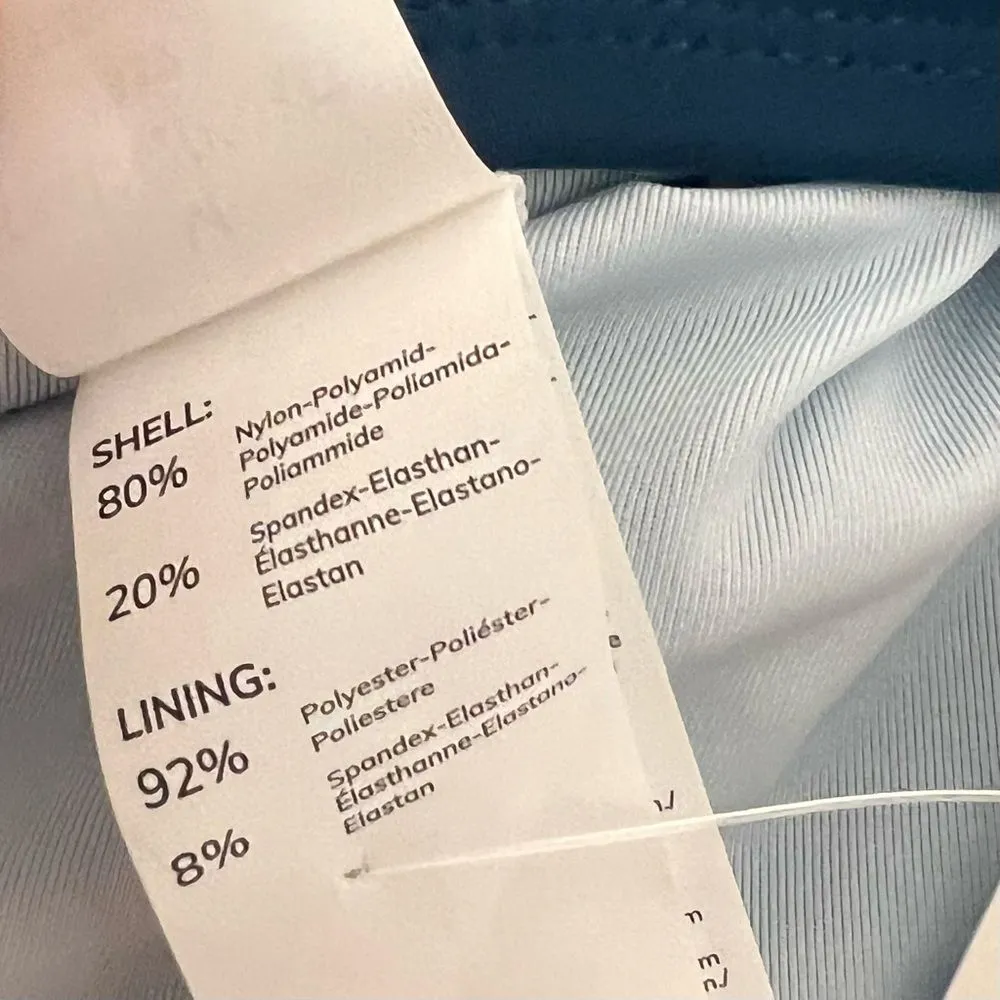 SHELL:
80% Nylon-Polyamid-
Polyamide-Poliamida-
Poliammide
20% Spandex-Elasthan-
Élasthanne-Elastano-
Elastan
LINING:
92% Polyester-Poliéster-
Poliestere
8% Spandex-Elasthan-
Élasthanne-Elastano-
Elastan